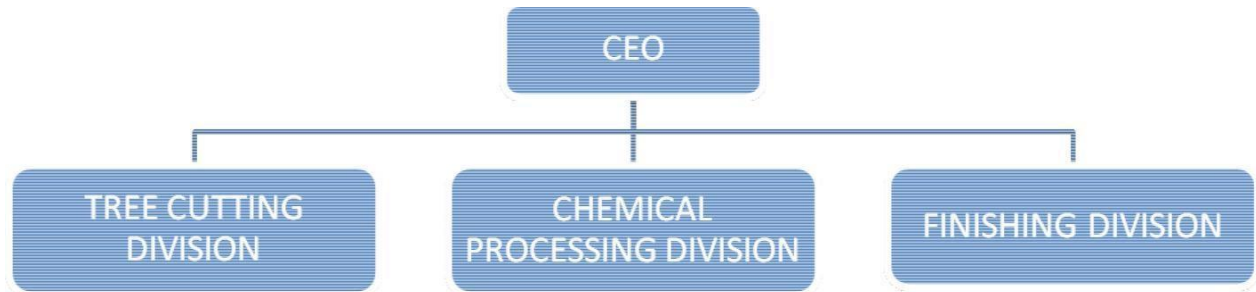 CEO
TREE CUTTING
DIVISION
CHEMICAL
PROCESSING DIVISION
FINISHING DIVISION